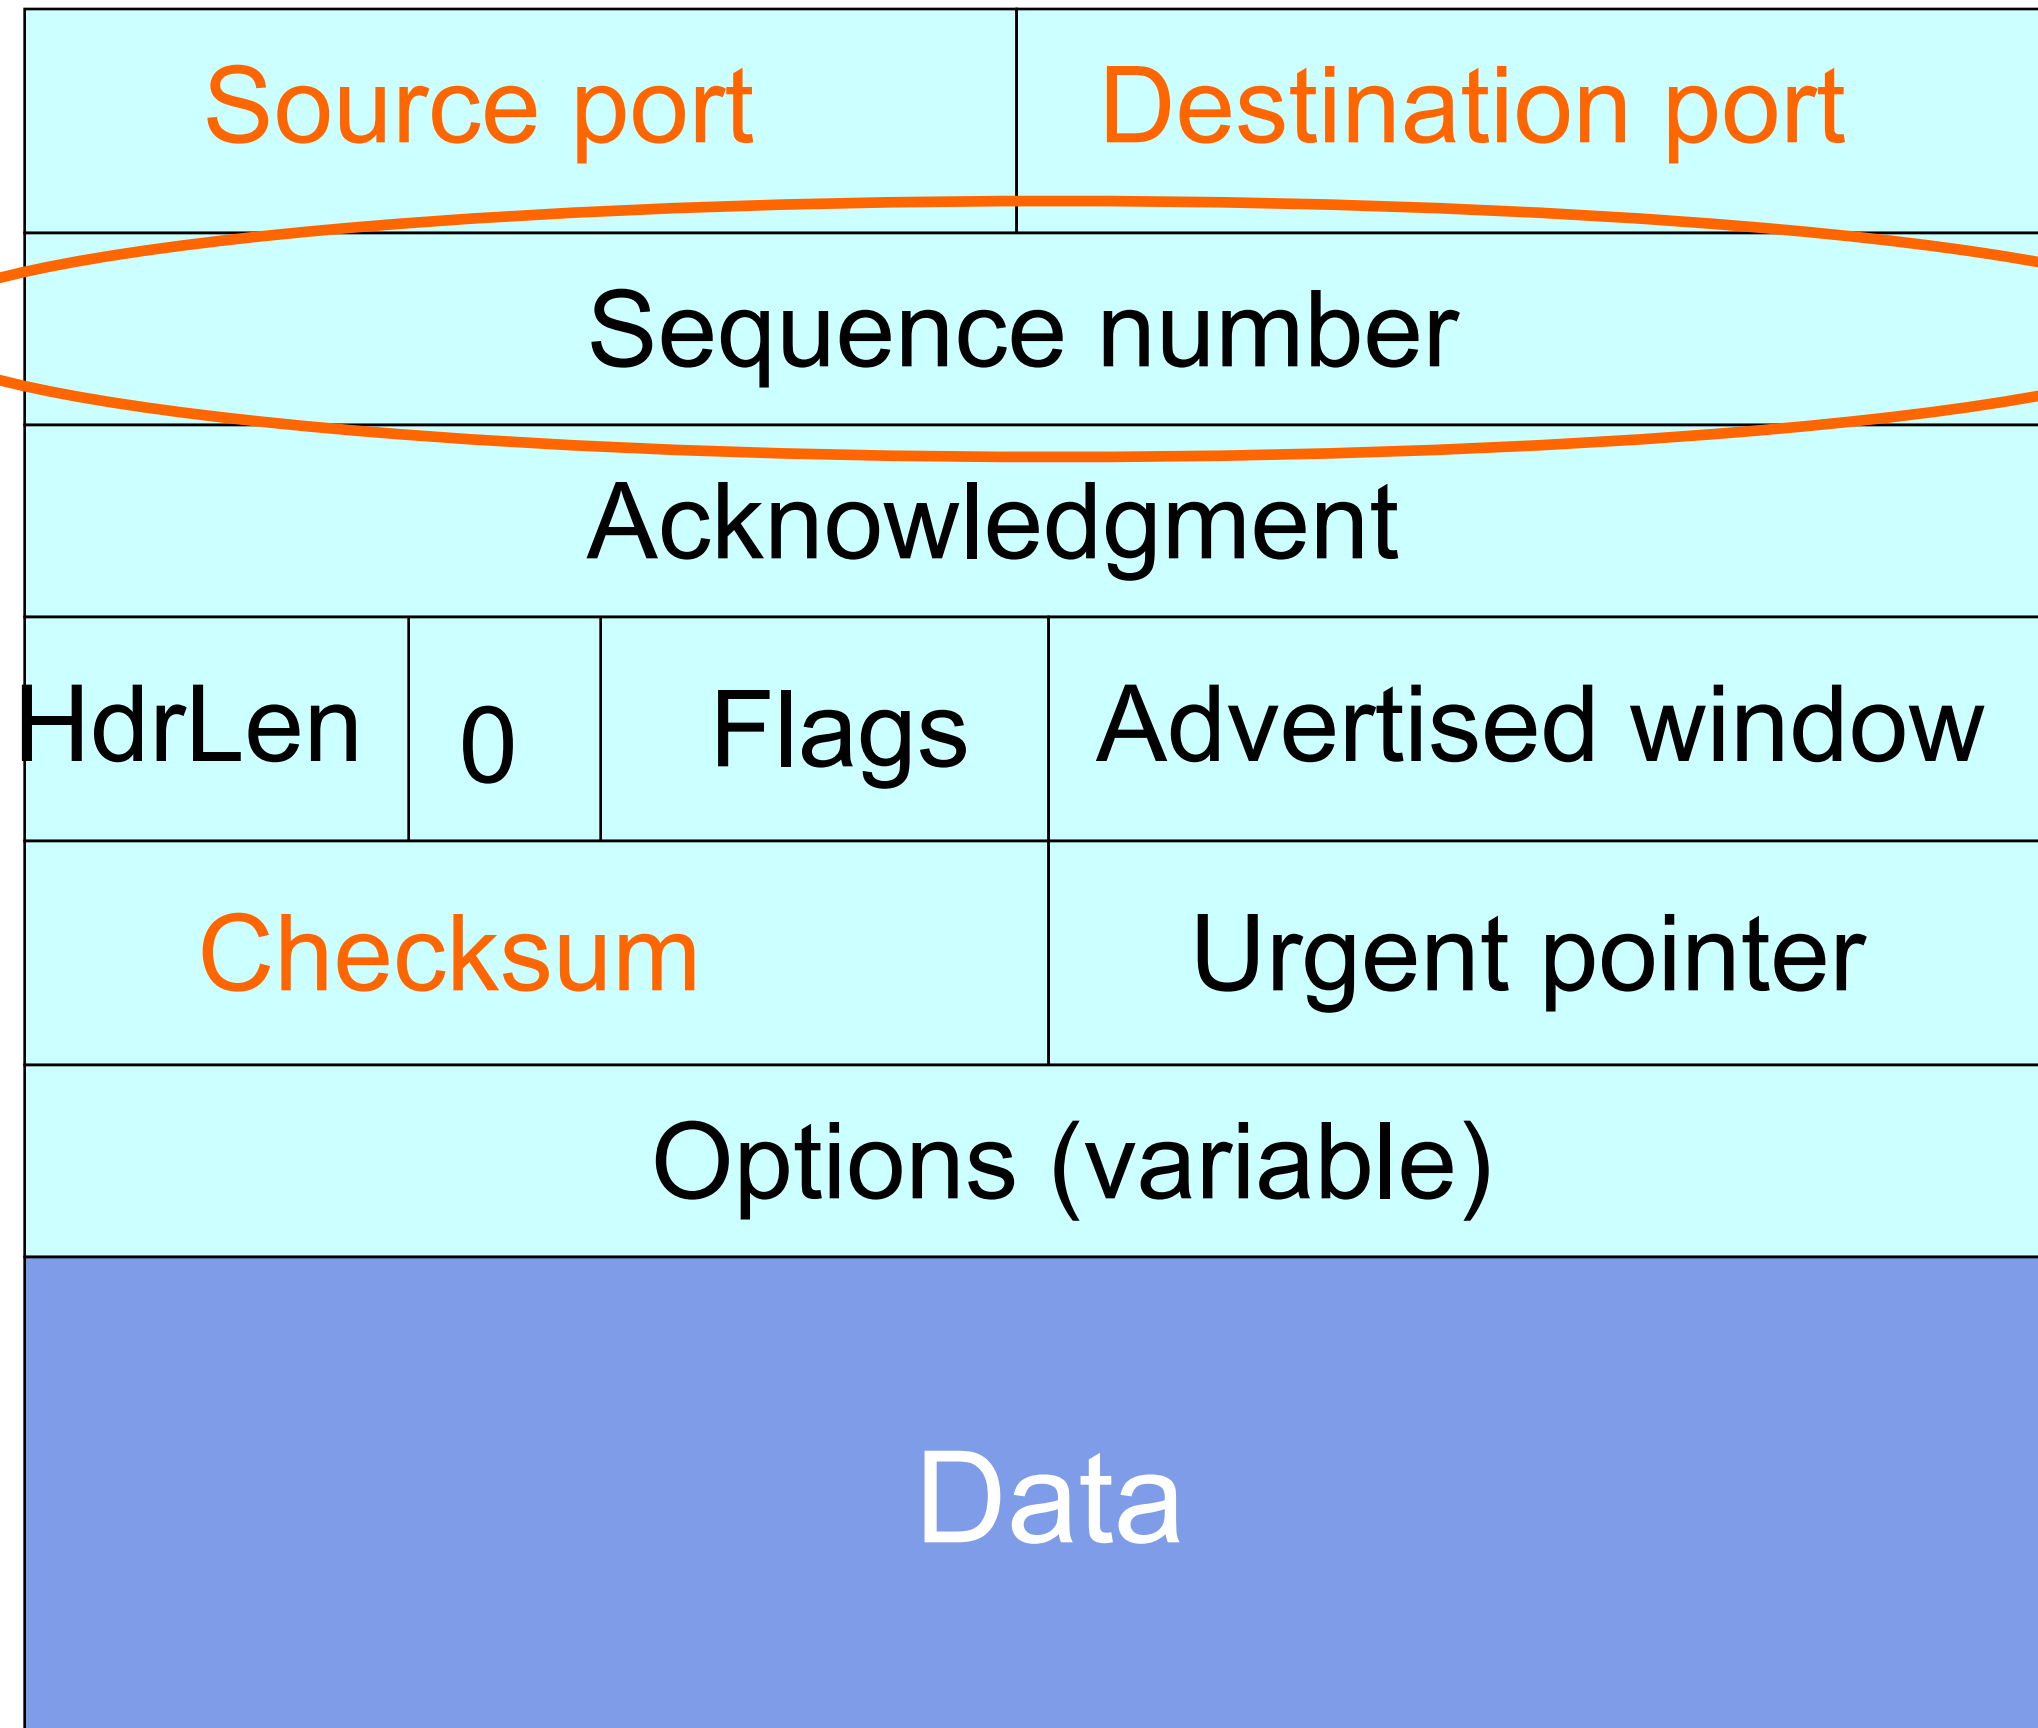 Source port Destination port
Sequence number
Acknowledgment
HdrLen 0 Flags Advertised window
Checksum Urgent pointer
Options (variable)
Data